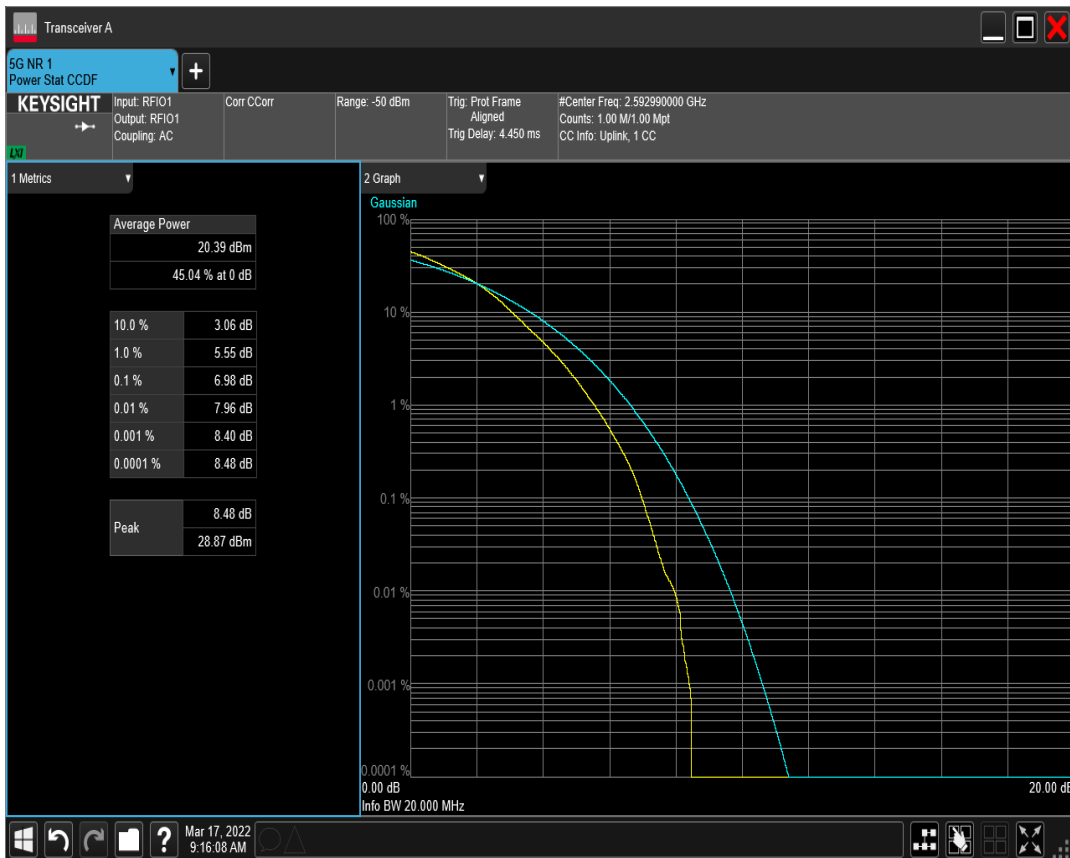 Transceiver A
5G NR 1
Power Stat CCDF
KEYSIGHT
LXI
Input: RFIO1
Output: RFIO1
Coupling: AC
Corr CCorr
Range: -50 dBm
Trig: Prot Frame
Aligned
Trig Delay: 4.450 ms
#Center Freq: 2.592990000 GHz
Counts: 1.00 M/1.00 Mpt
CC Info: Uplink, 1 CC
1 Metrics
Average Power
20.39 dBm
45.04 % at 0 dB
10.0 % 3.06 dB
1.0 % 5.55 dB
0.1 % 6.98 dB
0.01 % 7.96 dB
0.001 % 8.40 dB
0.0001 % 8.48 dB
Peak
8.48 dB
28.87 dBm
2 Graph
Gaussian
100 %
10 %
1 %
0.1 %
0.01 %
0.001 %
0.0001 %
0.00 dB 20.00 dB
Info BW 20.000 MHz
?
Mar 17, 2022
9:16:08 AM